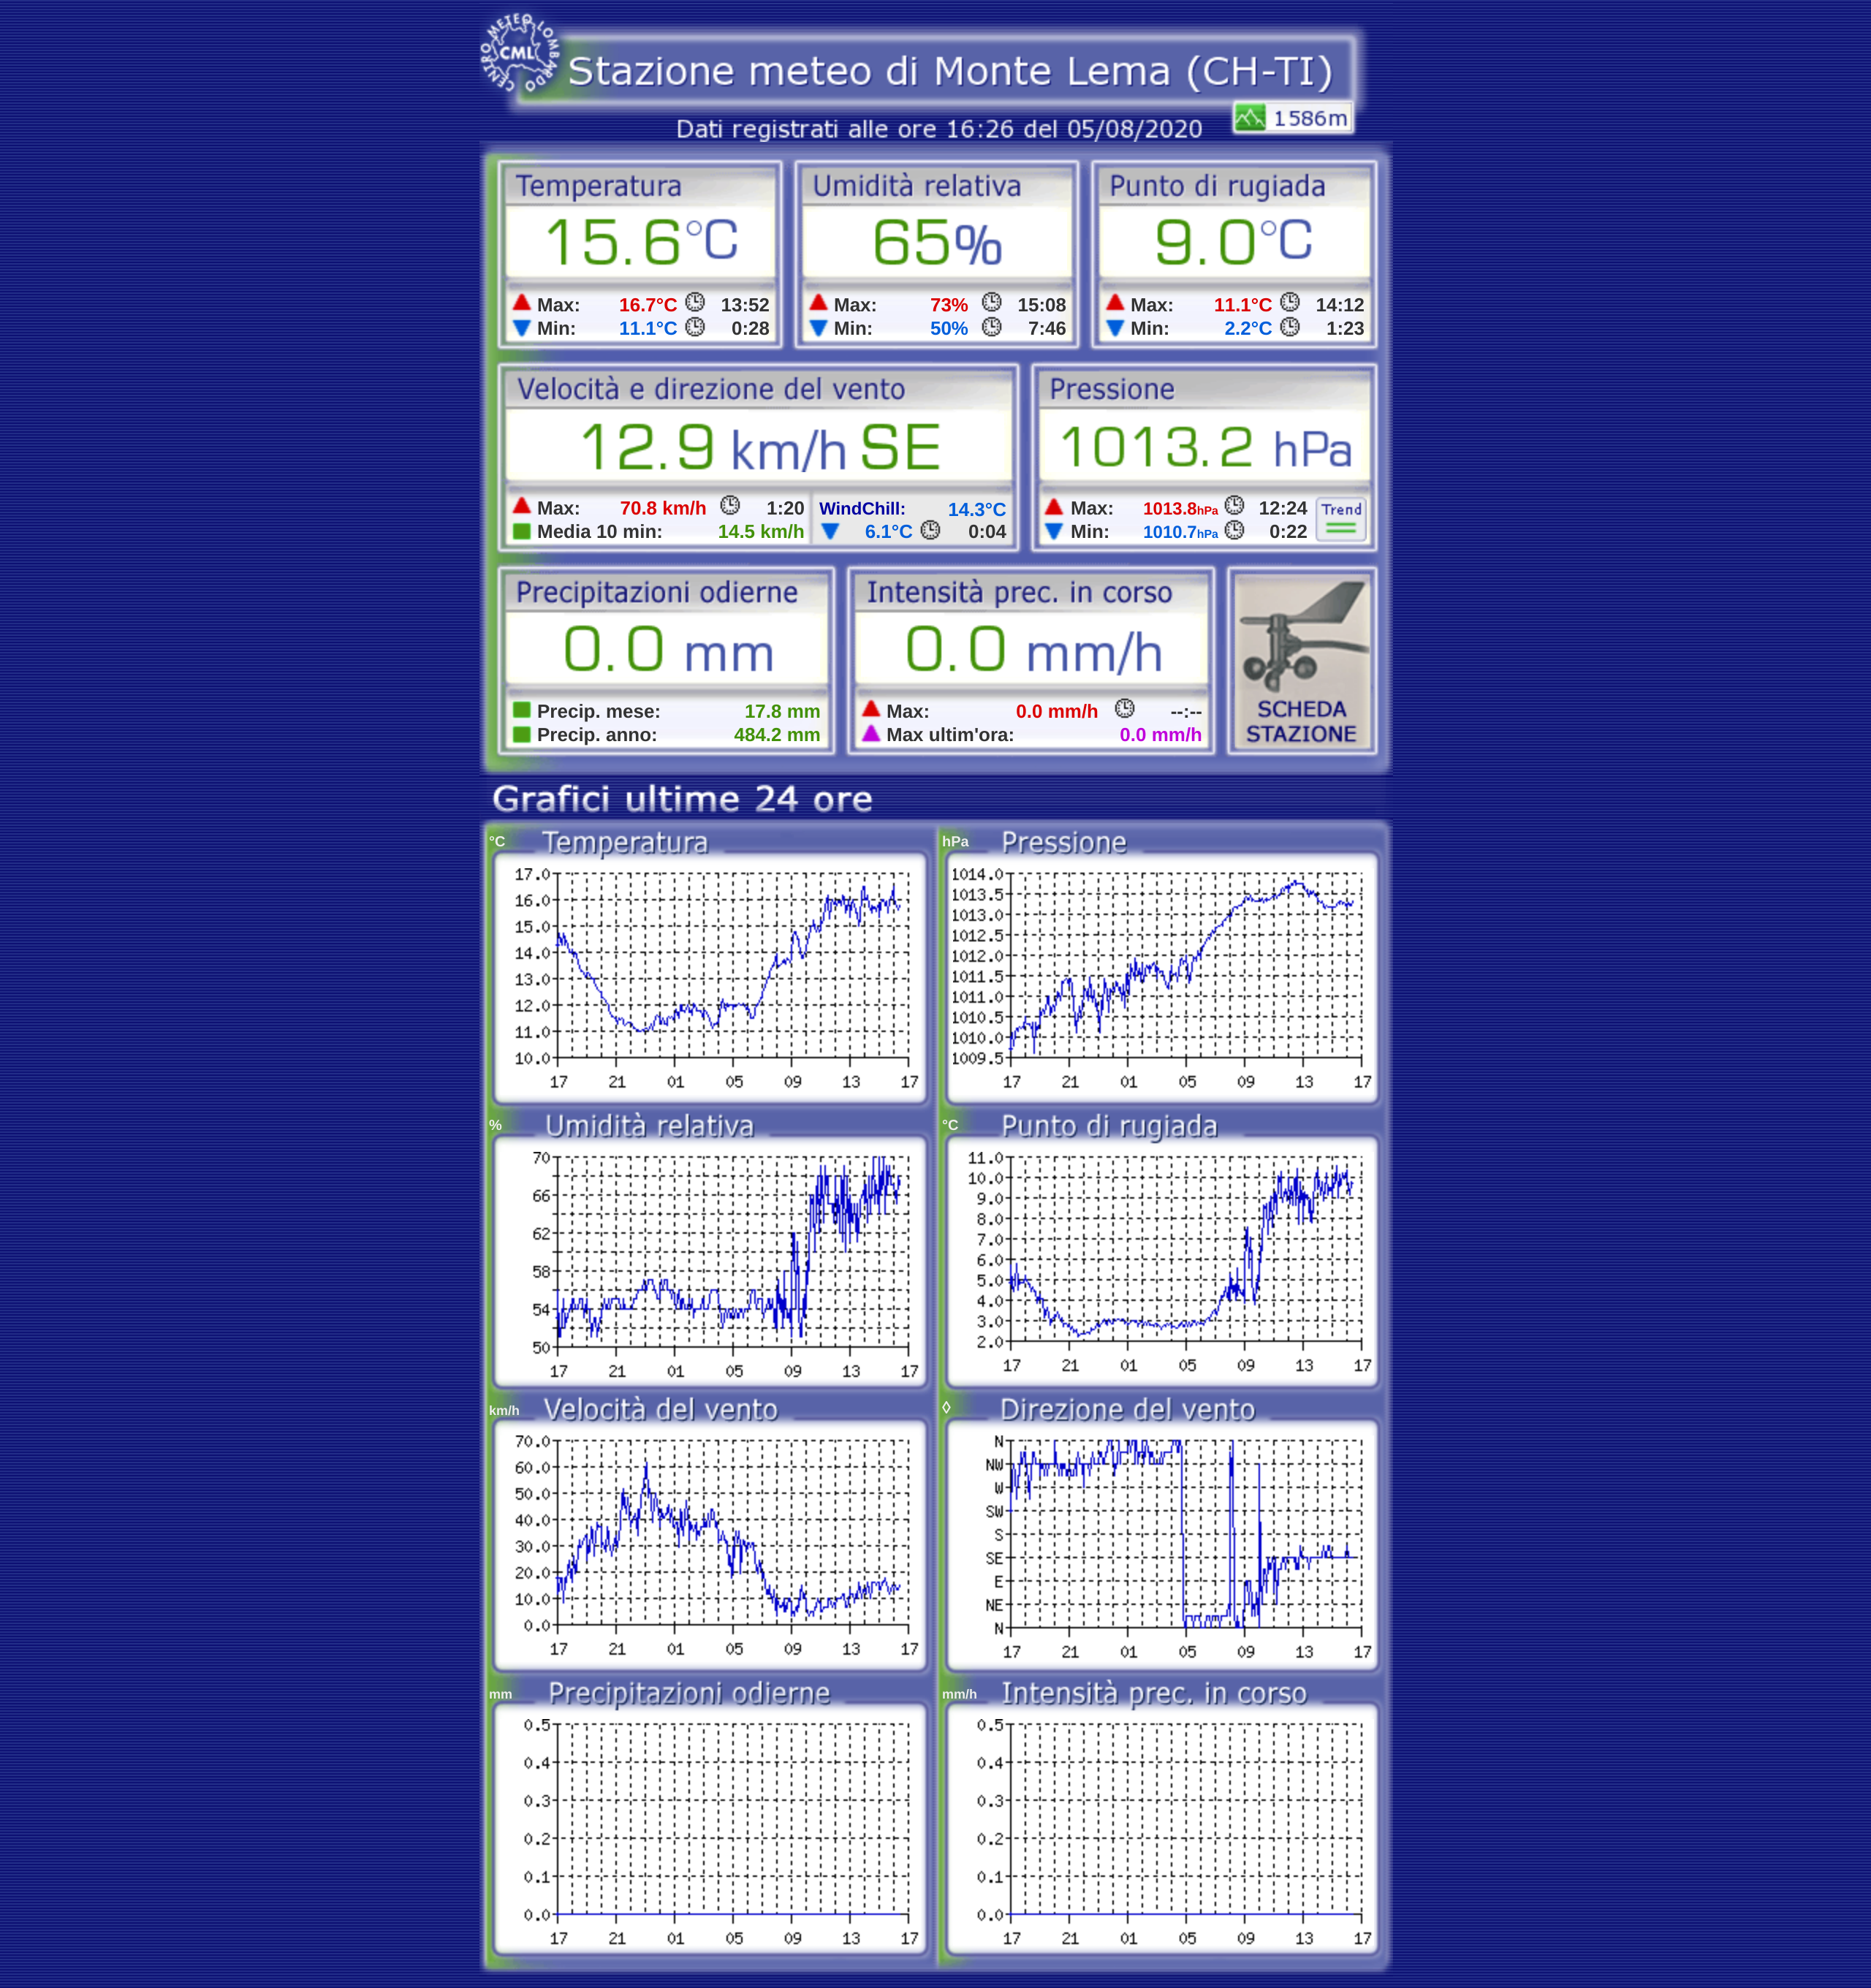 CENTRO METEO LOMBARDO
CML
Stazione meteo di Monte Lema (CH-TI)
1586m
Dati registrati alle ore 16:26 del 05/08/2020
Temperatura
15.6°C
Max: 16.7°C 13:52
Min: 11.1°C 0:28
Umidità relativa
65%
Max: 73% 15:08
Min: 50% 7:46
Punto di rugiada
9.0°C
Max: 11.1°C 14:12
Min: 2.2°C 1:23
Velocità e direzione del vento
12.9 km/h SE
Max: 70.8 km/h 1:20
Media 10 min: 14.5 km/h
WindChill: 14.3°C
6.1°C 0:04
Pressione
1013.2 hPa
Max: 1013.8hPa 12:24
Min: 1010.7hPa 0:22
Trend
Precipitazioni odierne
0.0 mm
Precip. mese: 17.8 mm
Precip. anno: 484.2 mm
Intensità prec. in corso
0.0 mm/h
Max: 0.0 mm/h --:--
Max ultim'ora: 0.0 mm/h
SCHEDA
STAZIONE
Grafici ultime 24 ore
°C Temperatura
17.0
16.0
15.0
14.0
13.0
12.0
11.0
10.0
17 21 01 05 09 13 17
hPa Pressione
1014.0
1013.5
1013.0
1012.5
1012.0
1011.5
1011.0
1010.5
1010.0
1009.5
17 21 01 05 09 13 17
% Umidità relativa
70
66
62
58
54
50
17 21 01 05 09 13 17
°C Punto di rugiada
11.0
10.0
9.0
8.0
7.0
6.0
5.0
4.0
3.0
2.0
17 21 01 05 09 13 17
km/h Velocità del vento
70.0
60.0
50.0
40.0
30.0
20.0
10.0
0.0
17 21 01 05 09 13 17
◊ Direzione del vento
N
NW
W
SW
S
SE
E
NE
N
17 21 01 05 09 13 17
mm Precipitazioni odierne
0.5
0.4
0.3
0.2
0.1
0.0
17 21 01 05 09 13 17
mm/h Intensità prec. in corso
0.5
0.4
0.3
0.2
0.1
0.0
17 21 01 05 09 13 17